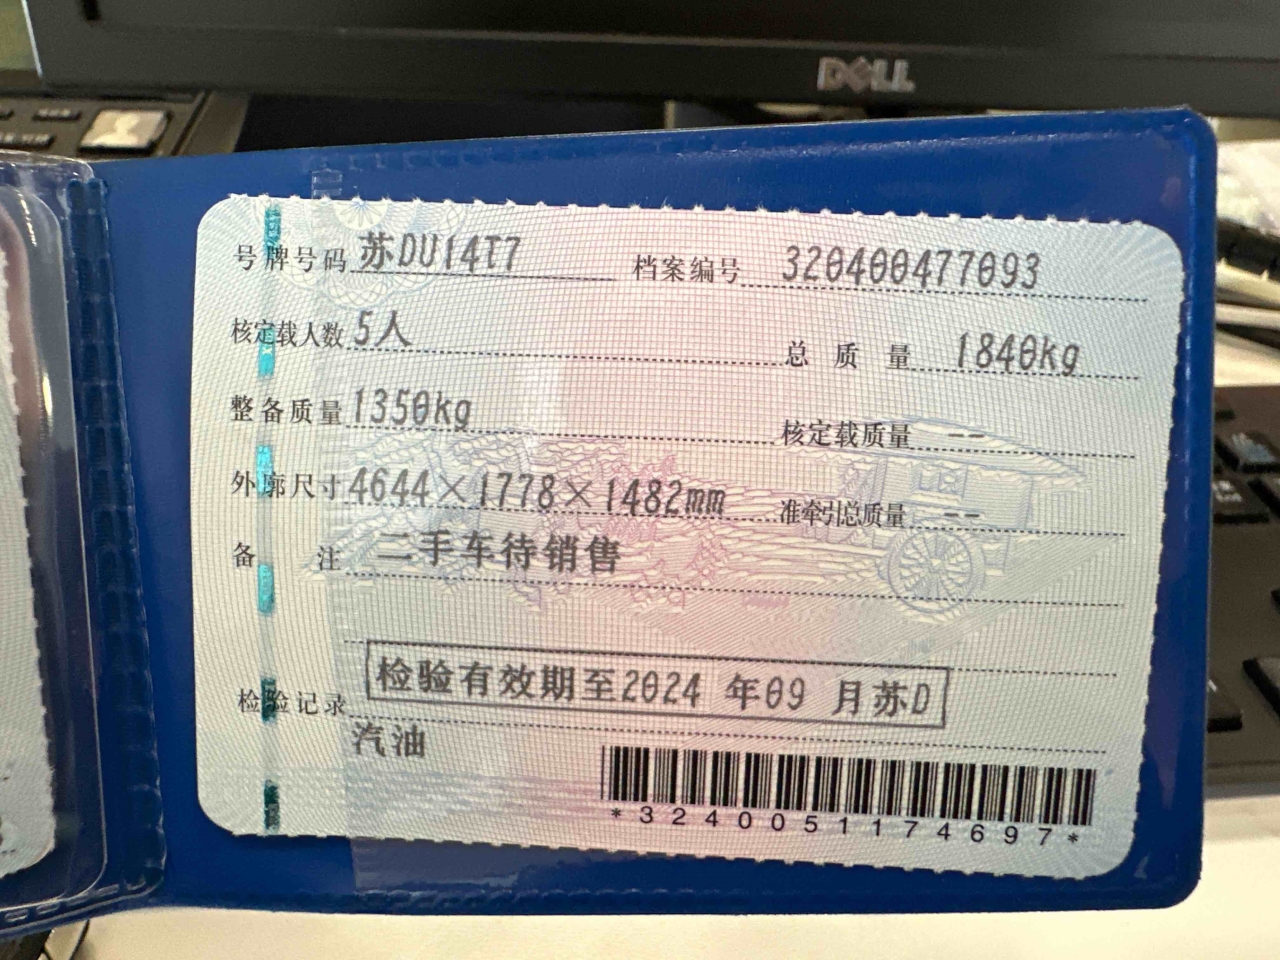 DELL
号牌号码 苏DU14T7 档案编号 320400477093
核定载人数 5人 总质量 1840kg
整备质量 1350kg 核定载质量 --
外廓尺寸 4644×1778×1482mm 准牵引总质量 --
备注 二手车待销售
检验记录 检验有效期至2024 年09 月苏D
汽油
*3240051174697*